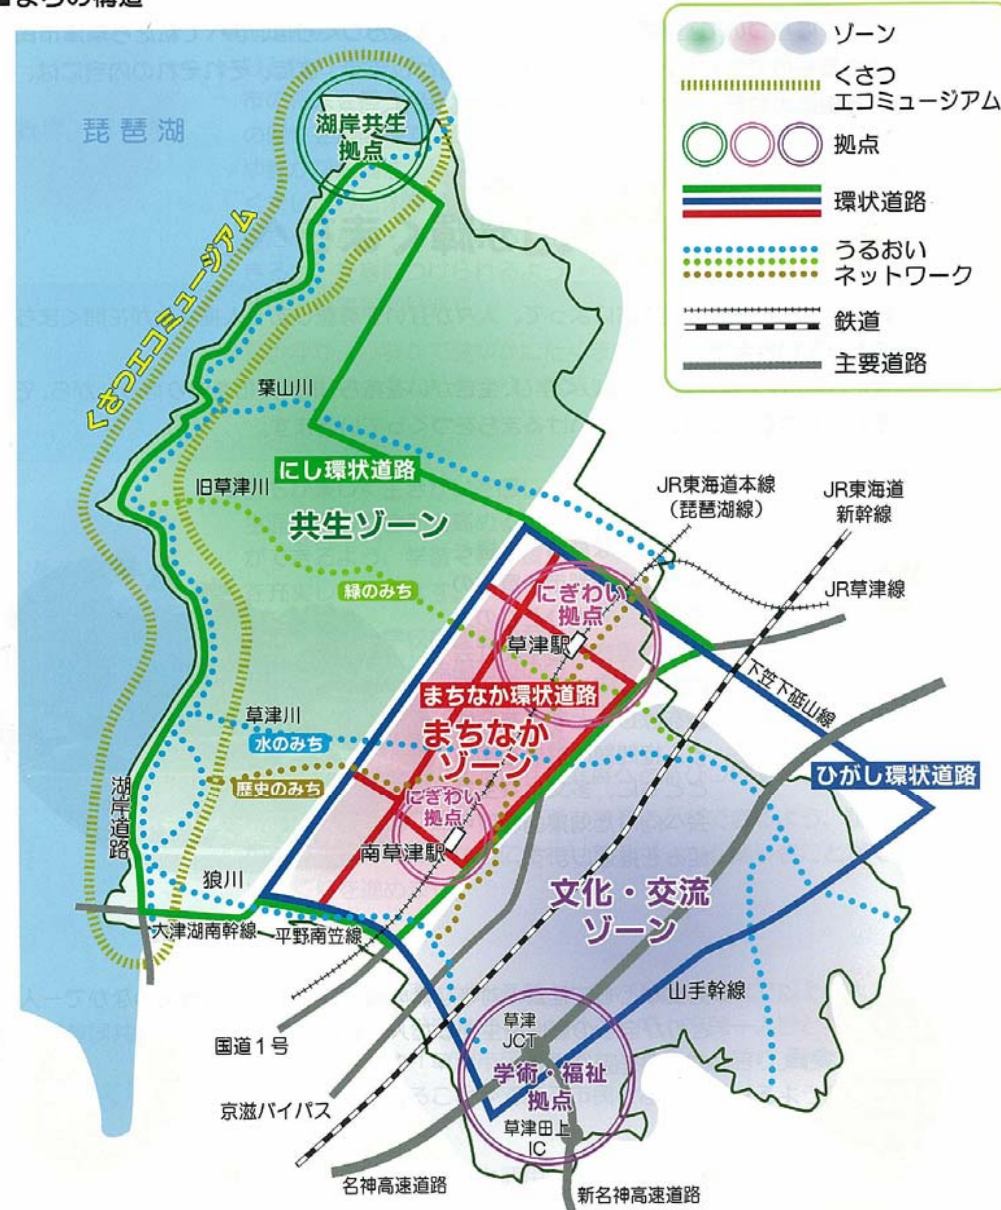 ■まちの構造
ゾーン
くさつ
エコミュージアム
拠点
環状道路
うるおい
ネットワーク
鉄道
主要道路
琵琶湖
湖岸共生
拠点
くさつエコミュージアム
葉山川
にし環状道路
旧草津川
共生ゾーン
緑のみち
JR東海道本線
(琵琶湖線)
JR東海道
新幹線
JR草津線
にぎわい
拠点
草津駅
まちなか環状道路
まちなか
ゾーン
下笠下砥山線
ひがし環状道路
草津川
水のみち
歴史のみち
にぎわい
拠点
南草津駅
湖岸道路
狼川
大津湖南幹線
平野南笠線
文化・交流
ゾーン
山手幹線
国道1号
京滋バイパス
草津
JCT
学術・福祉
拠点
草津田上
IC
名神高速道路
新名神高速道路